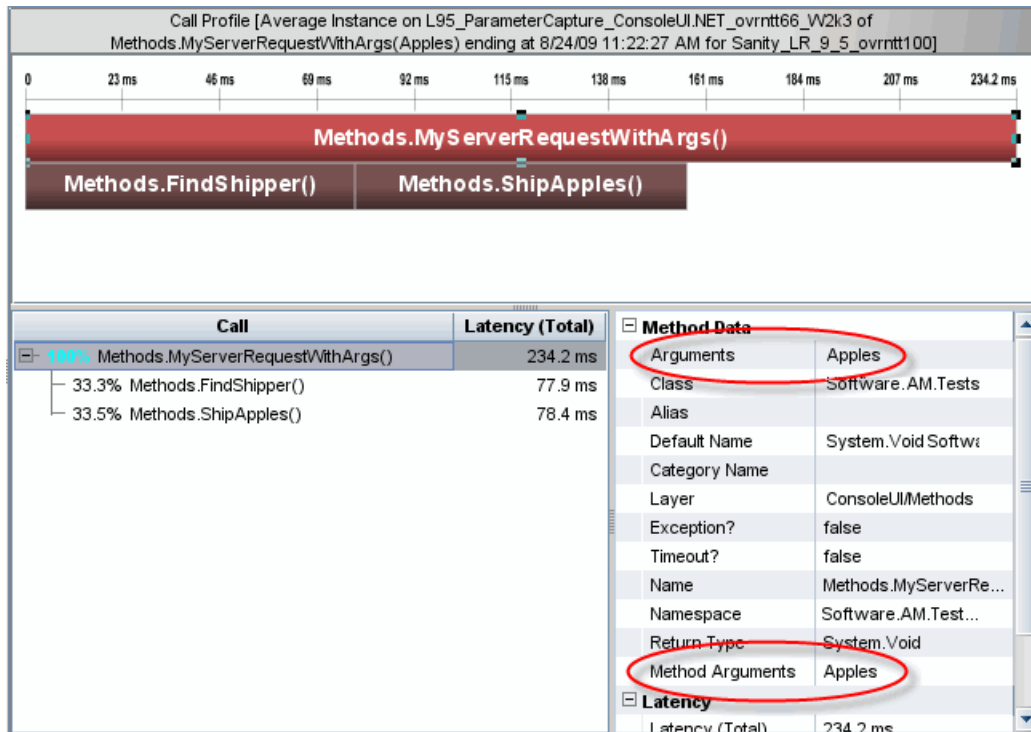 Call Profile [Average Instance on L95_ParameterCapture_ConsoleUI.NET_ovrntt66_W2k3 of
Methods.MyServerRequestWithArgs(Apples) ending at 8/24/09 11:22:27 AM for Sanity_LR_9_5_ovrntt100]
0 23 ms 46 ms 69 ms 92 ms 115 ms 138 ms 161 ms 184 ms 207 ms 234.2 ms
Methods.MyServerRequestWithArgs()
Methods.FindShipper() Methods.ShipApples()
Call Latency (Total)
100% Methods.MyServerRequestWithArgs() 234.2 ms
33.3% Methods.FindShipper() 77.9 ms
33.5% Methods.ShipApples() 78.4 ms
Method Data
Arguments Apples
Class Software.AM.Tests
Alias
Default Name System.Void Softwa
Category Name
Layer ConsoleUI/Methods
Exception? false
Timeout? false
Name Methods.MyServerRe...
Namespace Software.AM.Test...
Return Type System.Void
Method Arguments Apples
Latency
Latency (Total) 234.2 ms